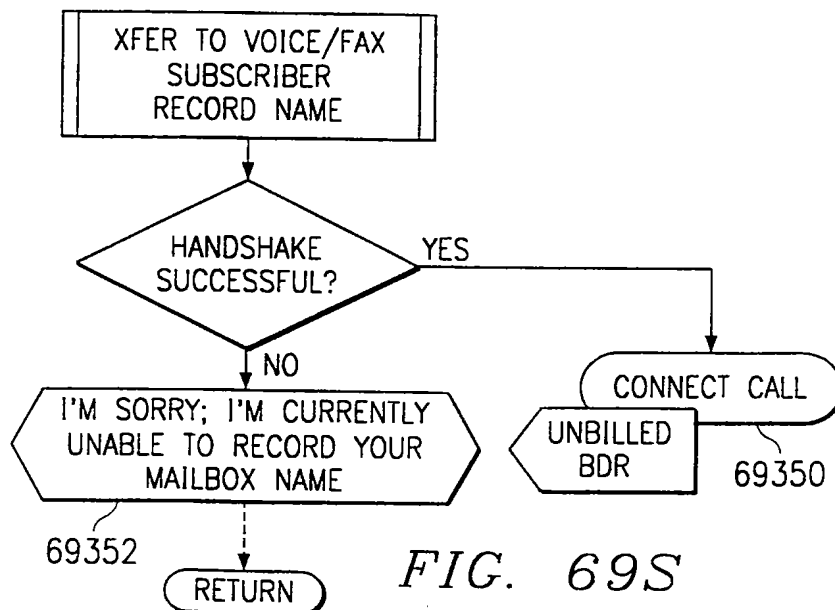 XFER TO VOICE/FAX
SUBSCRIBER
RECORD NAME
HANDSHAKE
SUCCESSFUL?
YES
NO
CONNECT CALL
UNBILLED
BDR
69350
I'M SORRY; I'M CURRENTLY
UNABLE TO RECORD YOUR
MAILBOX NAME
69352
RETURN
FIG. 69S